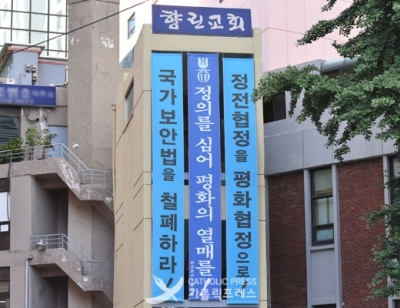 향린교회
국가보안법을 철폐하라
정의를 심어 평화의 열매를
정전협정을 평화협정으로
CATHOLIC PRESS
가톨릭프레스